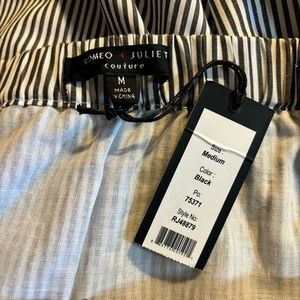 ROMEO + JULIET
couture
M
MADE
IN CHINA
Size :
Medium
Color :
Black
Po:
75371
Style No:
RJ48879